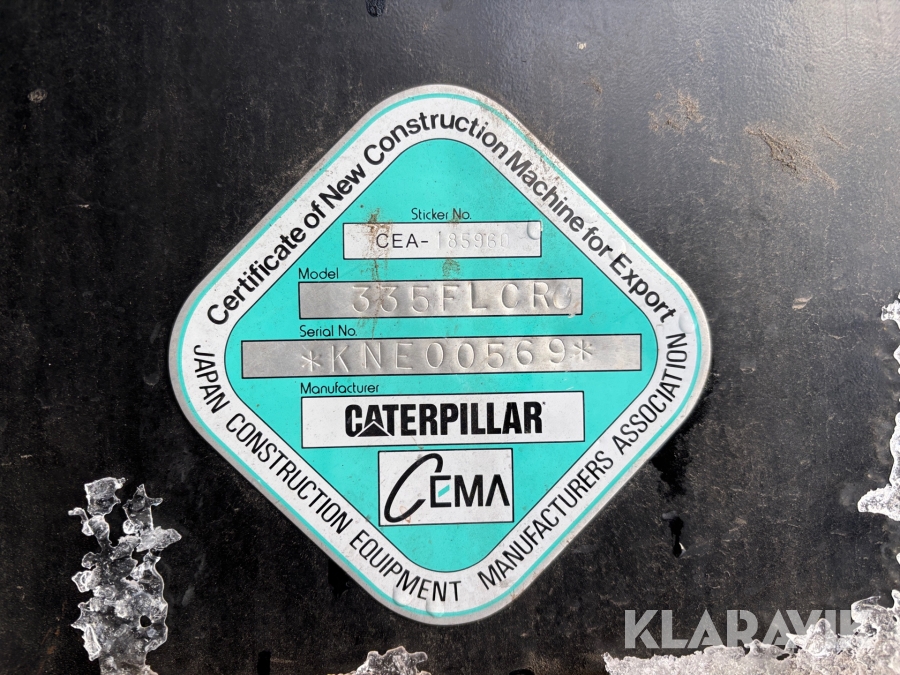 Certificate of New Construction Machine for Export
Sticker No.
CEA-185960
Model
335FLCR
Serial No.
*KNE00569*
Manufacturer
CATERPILLAR
CEMA
JAPAN CONSTRUCTION EQUIPMENT MANUFACTURERS ASSOCIATION
KLARAVIK